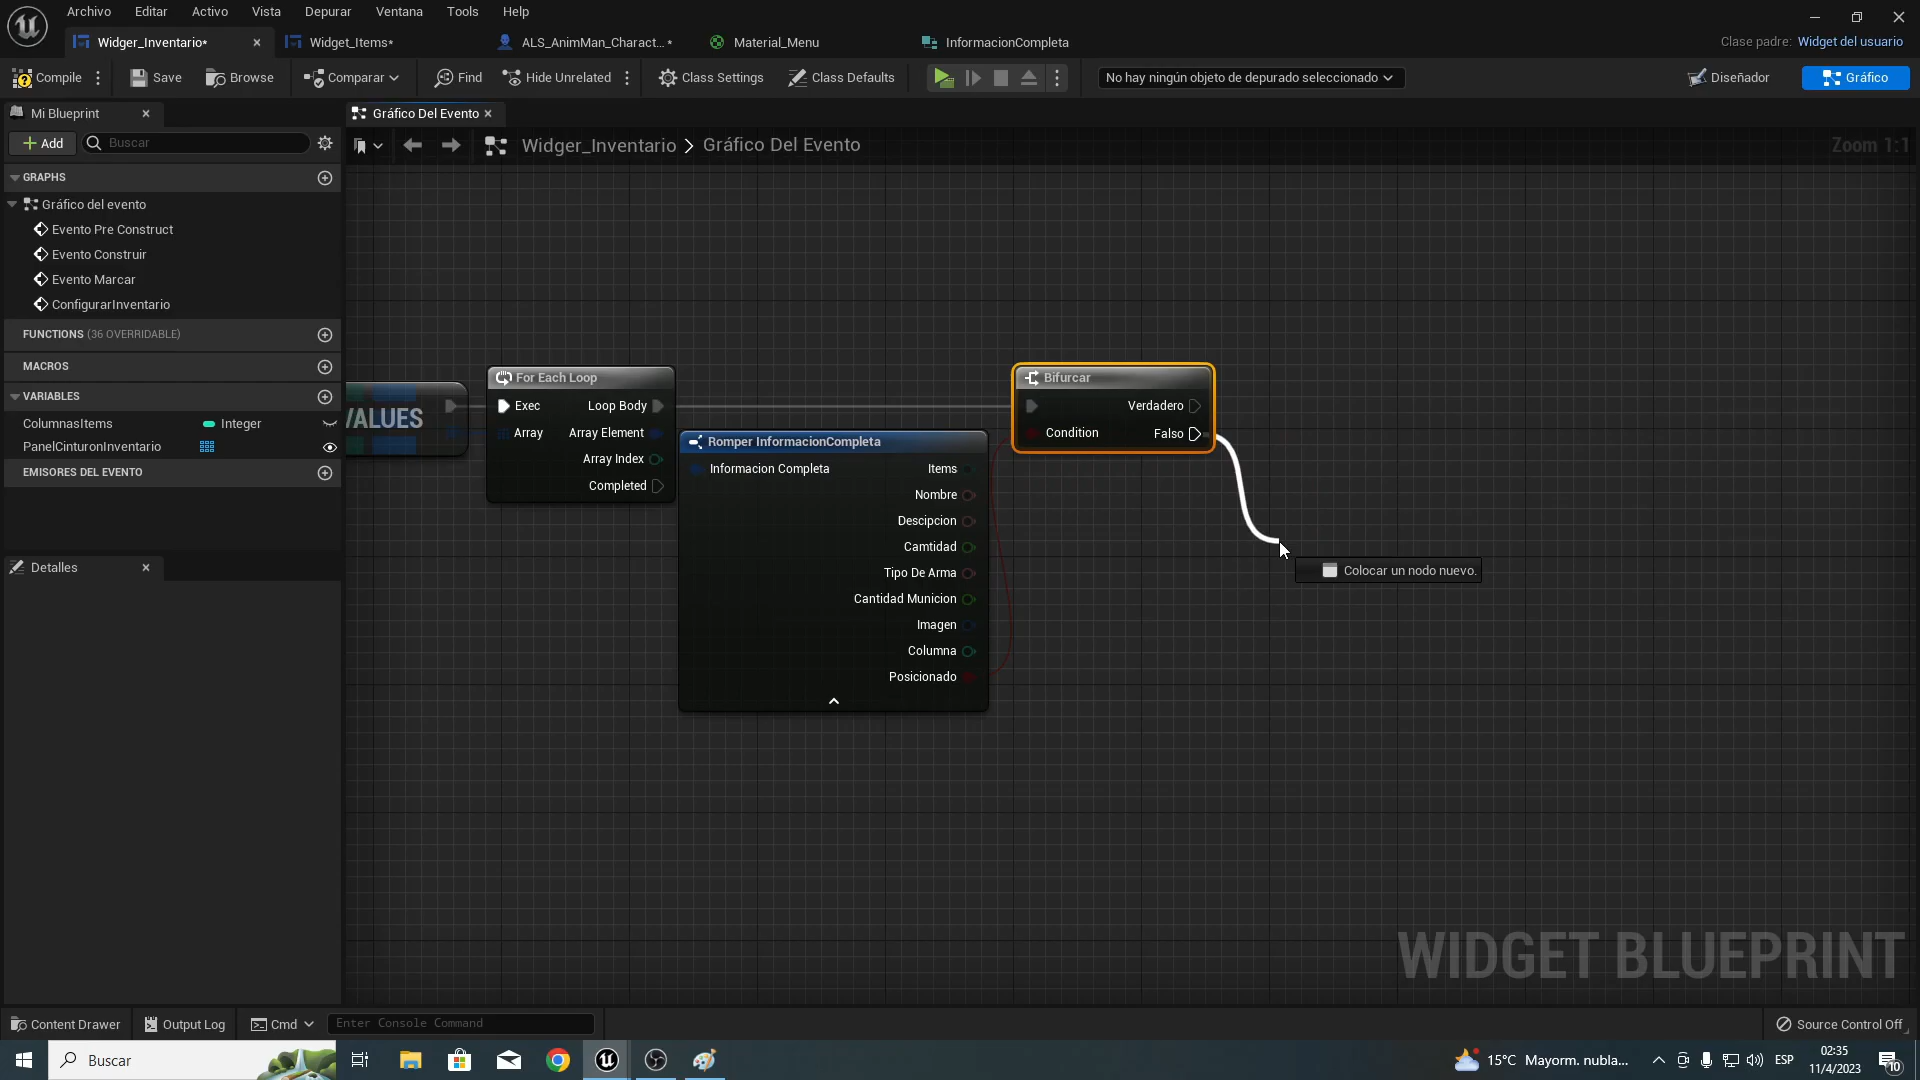 Archivo Editar Activo Vista Depurar Ventana Tools Help
Widger_Inventario* Widget_Items* ALS_AnimMan_Charact... * Material_Menu InformacionCompleta
Clase padre: Widget del usuario
Compile Save Browse Comparar Find Hide Unrelated Class Settings Class Defaults No hay ningún objeto de depurado seleccionado Diseñador Gráfico
Mi Blueprint
Gráfico Del Evento
Add Buscar
Widger_Inventario > Gráfico Del Evento
Zoom 1:1
GRAPHS
Gráfico del evento
Evento Pre Construct
Evento Construir
Evento Marcar
ConfigurarInventario
FUNCTIONS (36 OVERRIDABLE)
MACROS
VARIABLES
ColumnasItems Integer
PanelCinturonInventario
EMISORES DEL EVENTO
Detalles
VALUES
For Each Loop
Exec Loop Body
Array Array Element
Array Index
Completed
Romper InformacionCompleta
Informacion Completa Items
Nombre
Descipcion
Camtidad
Tipo De Arma
Cantidad Municion
Imagen
Columna
Posicionado
Bifurcar
Verdadero
Condition Falso
Colocar un nodo nuevo.
WIDGET BLUEPRINT
Content Drawer Output Log Cmd Enter Console Command Source Control Off
Buscar
15°C Mayorm. nubla... ESP
02:35
11/4/2023
10